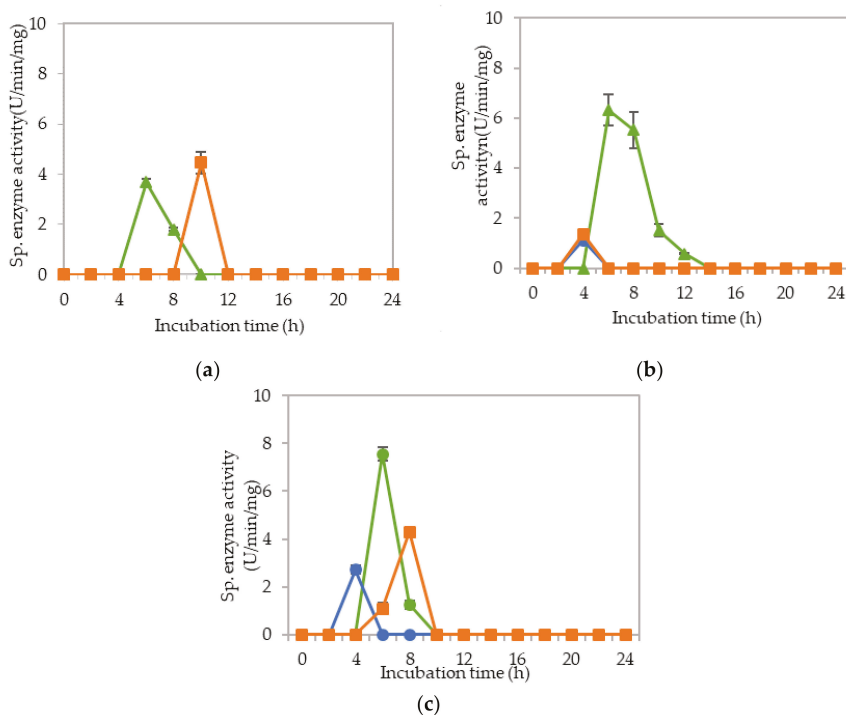 10
8
6
4
2
0
Sp. enzyme activity(U/min/mg)
0 4 8 12 16 20 24
Incubation time (h)
(a)
10
8
6
4
2
0
Sp. enzyme
activityn(U/min/mg)
0 4 8 12 16 20 24
Incubation time (h)
(b)
10
8
6
4
2
0
Sp. enzyme activity
(U/min/mg)
0 4 8 12 16 20 24
Incubation time (h)
(c)